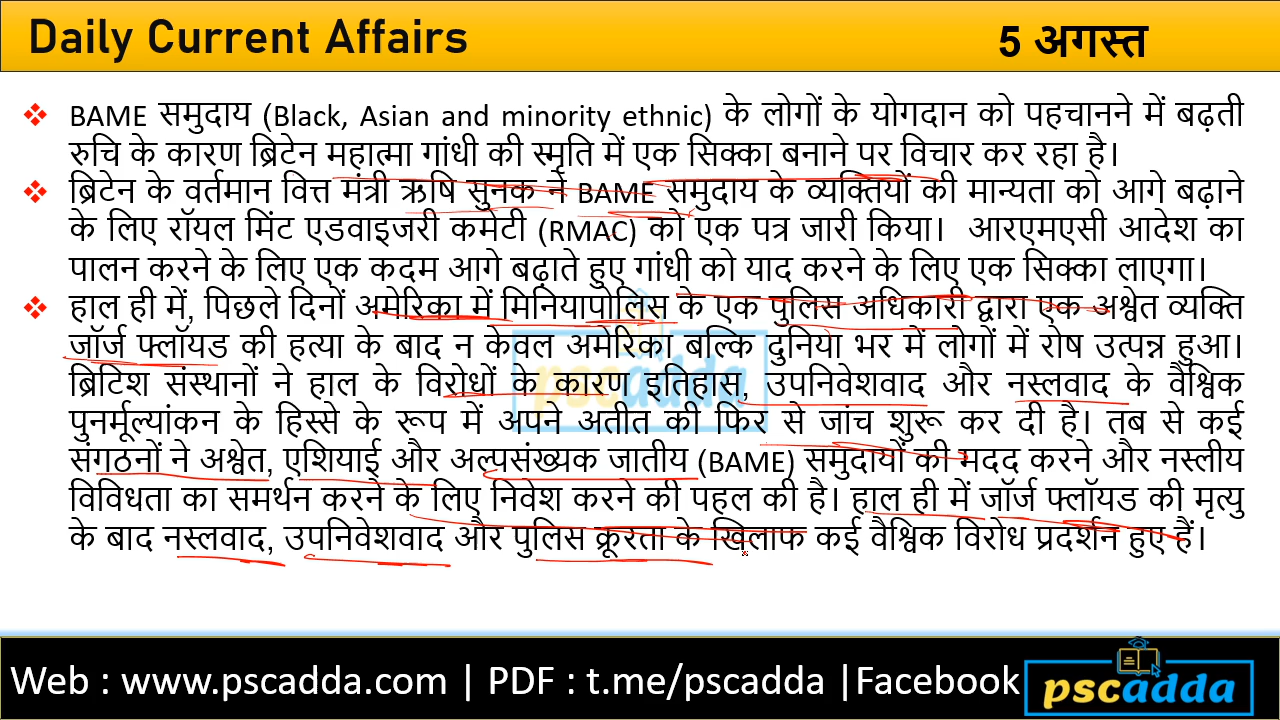 Daily Current Affairs
5 अगस्त
❖ BAME समुदाय (Black, Asian and minority ethnic) के लोगों के योगदान को पहचानने में बढ़ती
रुचि के कारण ब्रिटेन महात्मा गांधी की स्मृति में एक सिक्का बनाने पर विचार कर रहा है।
❖ ब्रिटेन के वर्तमान वित्त मंत्री ऋषि सुनक ने BAME समुदाय के व्यक्तियों की मान्यता को आगे बढ़ाने
के लिए रॉयल मिंट एडवाइजरी कमेटी (RMAC) को एक पत्र जारी किया। आरएमएसी आदेश का
पालन करने के लिए एक कदम आगे बढ़ाते हुए गांधी को याद करने के लिए एक सिक्का लाएगा।
❖ हाल ही में, पिछले दिनों अमेरिका में मिनियापोलिस के एक पुलिस अधिकारी द्वारा एक अश्वेत व्यक्ति
जॉर्ज फ्लॉयड की हत्या के बाद न केवल अमेरिका बल्कि दुनिया भर में लोगों में रोष उत्पन्न हुआ।
ब्रिटिश संस्थानों ने हाल के विरोधों के कारण इतिहास, उपनिवेशवाद और नस्लवाद के वैश्विक
पुनर्मूल्यांकन के हिस्से के रूप में अपने अतीत की फिर से जांच शुरू कर दी है। तब से कई
संगठनों ने अश्वेत, एशियाई और अल्पसंख्यक जातीय (BAME) समुदायों की मदद करने और नस्लीय
विविधता का समर्थन करने के लिए निवेश करने की पहल की है। हाल ही में जॉर्ज फ्लॉयड की मृत्यु
के बाद नस्लवाद, उपनिवेशवाद और पुलिस क्रूरता के खिलाफ कई वैश्विक विरोध प्रदर्शन हुए हैं।
pscadda
Web : www.pscadda.com | PDF : t.me/pscadda |Facebook
pscadda